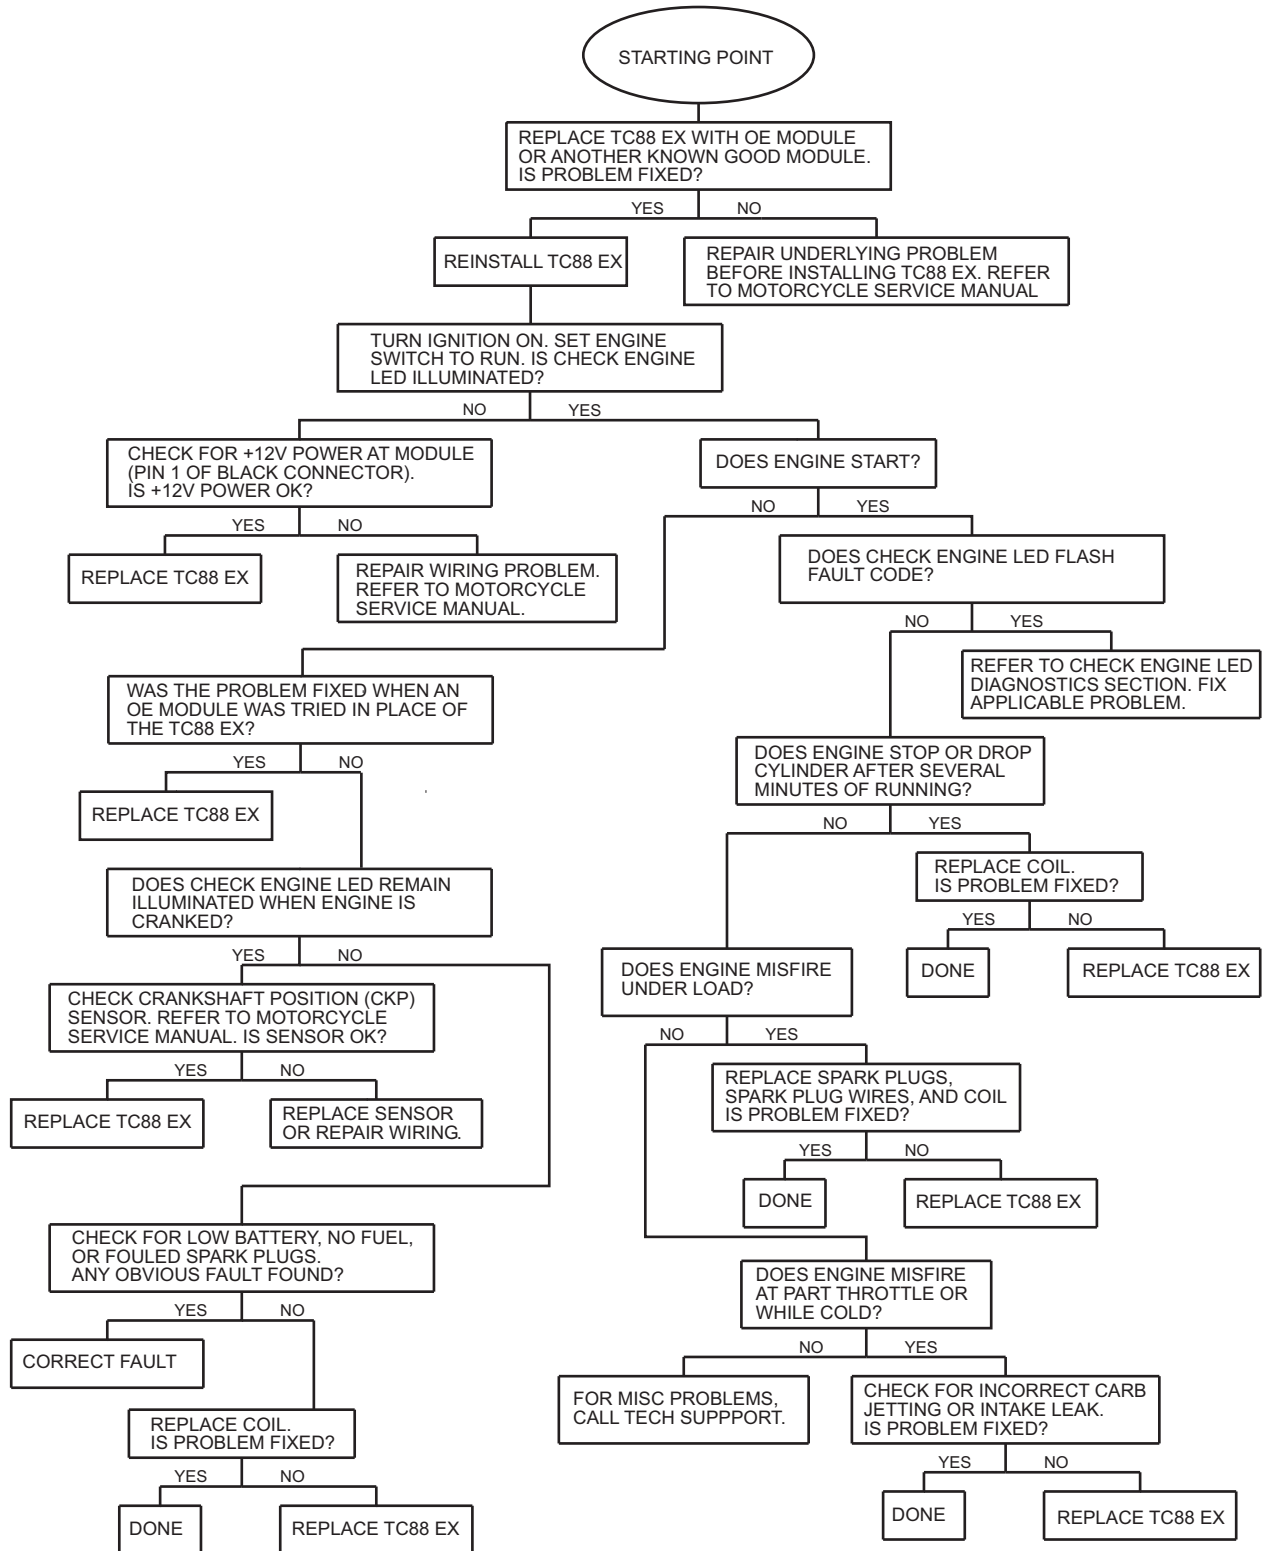 STARTING POINT
REPLACE TC88 EX WITH OE MODULE
OR ANOTHER KNOWN GOOD MODULE.
IS PROBLEM FIXED?
YES
NO
REINSTALL TC88 EX
REPAIR UNDERLYING PROBLEM
BEFORE INSTALLING TC88 EX. REFER
TO MOTORCYCLE SERVICE MANUAL
TURN IGNITION ON. SET ENGINE
SWITCH TO RUN. IS CHECK ENGINE
LED ILLUMINATED?
NO
YES
CHECK FOR +12V POWER AT MODULE
(PIN 1 OF BLACK CONNECTOR).
IS +12V POWER OK?
DOES ENGINE START?
YES
NO
NO
YES
REPLACE TC88 EX
REPAIR WIRING PROBLEM.
REFER TO MOTORCYCLE
SERVICE MANUAL.
DOES CHECK ENGINE LED FLASH
FAULT CODE?
NO
YES
REFER TO CHECK ENGINE LED
DIAGNOSTICS SECTION. FIX
APPLICABLE PROBLEM.
WAS THE PROBLEM FIXED WHEN AN
OE MODULE WAS TRIED IN PLACE OF
THE TC88 EX?
YES
NO
REPLACE TC88 EX
DOES ENGINE STOP OR DROP
CYLINDER AFTER SEVERAL
MINUTES OF RUNNING?
NO
YES
REPLACE COIL.
IS PROBLEM FIXED?
YES
NO
DONE
REPLACE TC88 EX
DOES CHECK ENGINE LED REMAIN
ILLUMINATED WHEN ENGINE IS
CRANKED?
YES
NO
CHECK CRANKSHAFT POSITION (CKP)
SENSOR. REFER TO MOTORCYCLE
SERVICE MANUAL. IS SENSOR OK?
YES
NO
REPLACE TC88 EX
REPLACE SENSOR
OR REPAIR WIRING.
DOES ENGINE MISFIRE
UNDER LOAD?
NO
YES
REPLACE SPARK PLUGS,
SPARK PLUG WIRES, AND COIL
IS PROBLEM FIXED?
YES
NO
DONE
REPLACE TC88 EX
CHECK FOR LOW BATTERY, NO FUEL,
OR FOULED SPARK PLUGS.
ANY OBVIOUS FAULT FOUND?
YES
NO
CORRECT FAULT
REPLACE COIL.
IS PROBLEM FIXED?
YES
NO
DONE
REPLACE TC88 EX
DOES ENGINE MISFIRE
AT PART THROTTLE OR
WHILE COLD?
NO
YES
FOR MISC PROBLEMS,
CALL TECH SUPPPORT.
CHECK FOR INCORRECT CARB
JETTING OR INTAKE LEAK.
IS PROBLEM FIXED?
YES
NO
DONE
REPLACE TC88 EX